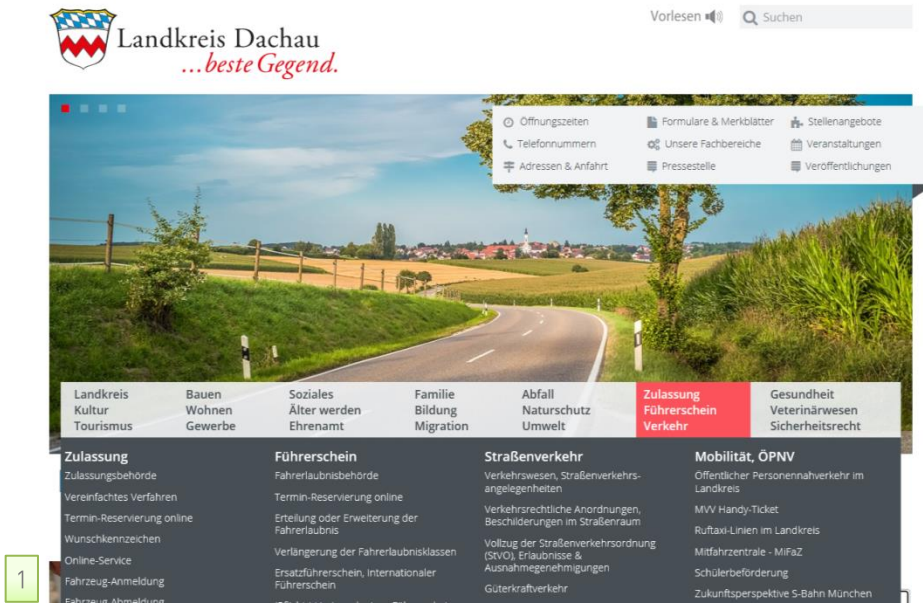 Landkreis Dachau
...beste Gegend.
Vorlesen
Suchen
Öffnungszeiten
Formulare & Merkblätter
Stellenangebote
Telefonnummern
Unsere Fachbereiche
Veranstaltungen
Adressen & Anfahrt
Pressestelle
Veröffentlichungen
Landkreis
Kultur
Tourismus
Bauen
Wohnen
Gewerbe
Soziales
Älter werden
Ehrenamt
Familie
Bildung
Migration
Abfall
Naturschutz
Umwelt
Zulassung
Führerschein
Verkehr
Gesundheit
Veterinärwesen
Sicherheitsrecht
Zulassung
Zulassungsbehörde
Vereinfachtes Verfahren
Termin-Reservierung online
Wunschkennzeichen
Online-Service
Fahrzeug-Anmeldung
Fahrzeug-Abmeldung
Führerschein
Fahrerlaubnisbehörde
Termin-Reservierung online
Erteilung oder Erweiterung der
Fahrerlaubnis
Verlängerung der Fahrerlaubnisklassen
Ersatzführerschein, Internationaler
Führerschein
Straßenverkehr
Verkehrswesen, Straßenverkehrs-
angelegenheiten
Verkehrsrechtliche Anordnungen,
Beschilderungen im Straßenraum
Vollzug der Straßenverkehrsordnung
(StVO), Erlaubnisse &
Ausnahmegenehmigungen
Güterkraftverkehr
Mobilität, ÖPNV
Öffentlicher Personennahverkehr im
Landkreis
MVV Handy-Ticket
Ruftaxi-Linien im Landkreis
Mitfahrzentrale - MiFaZ
Schülerbeförderung
Zukunftsperspektive S-Bahn München
1